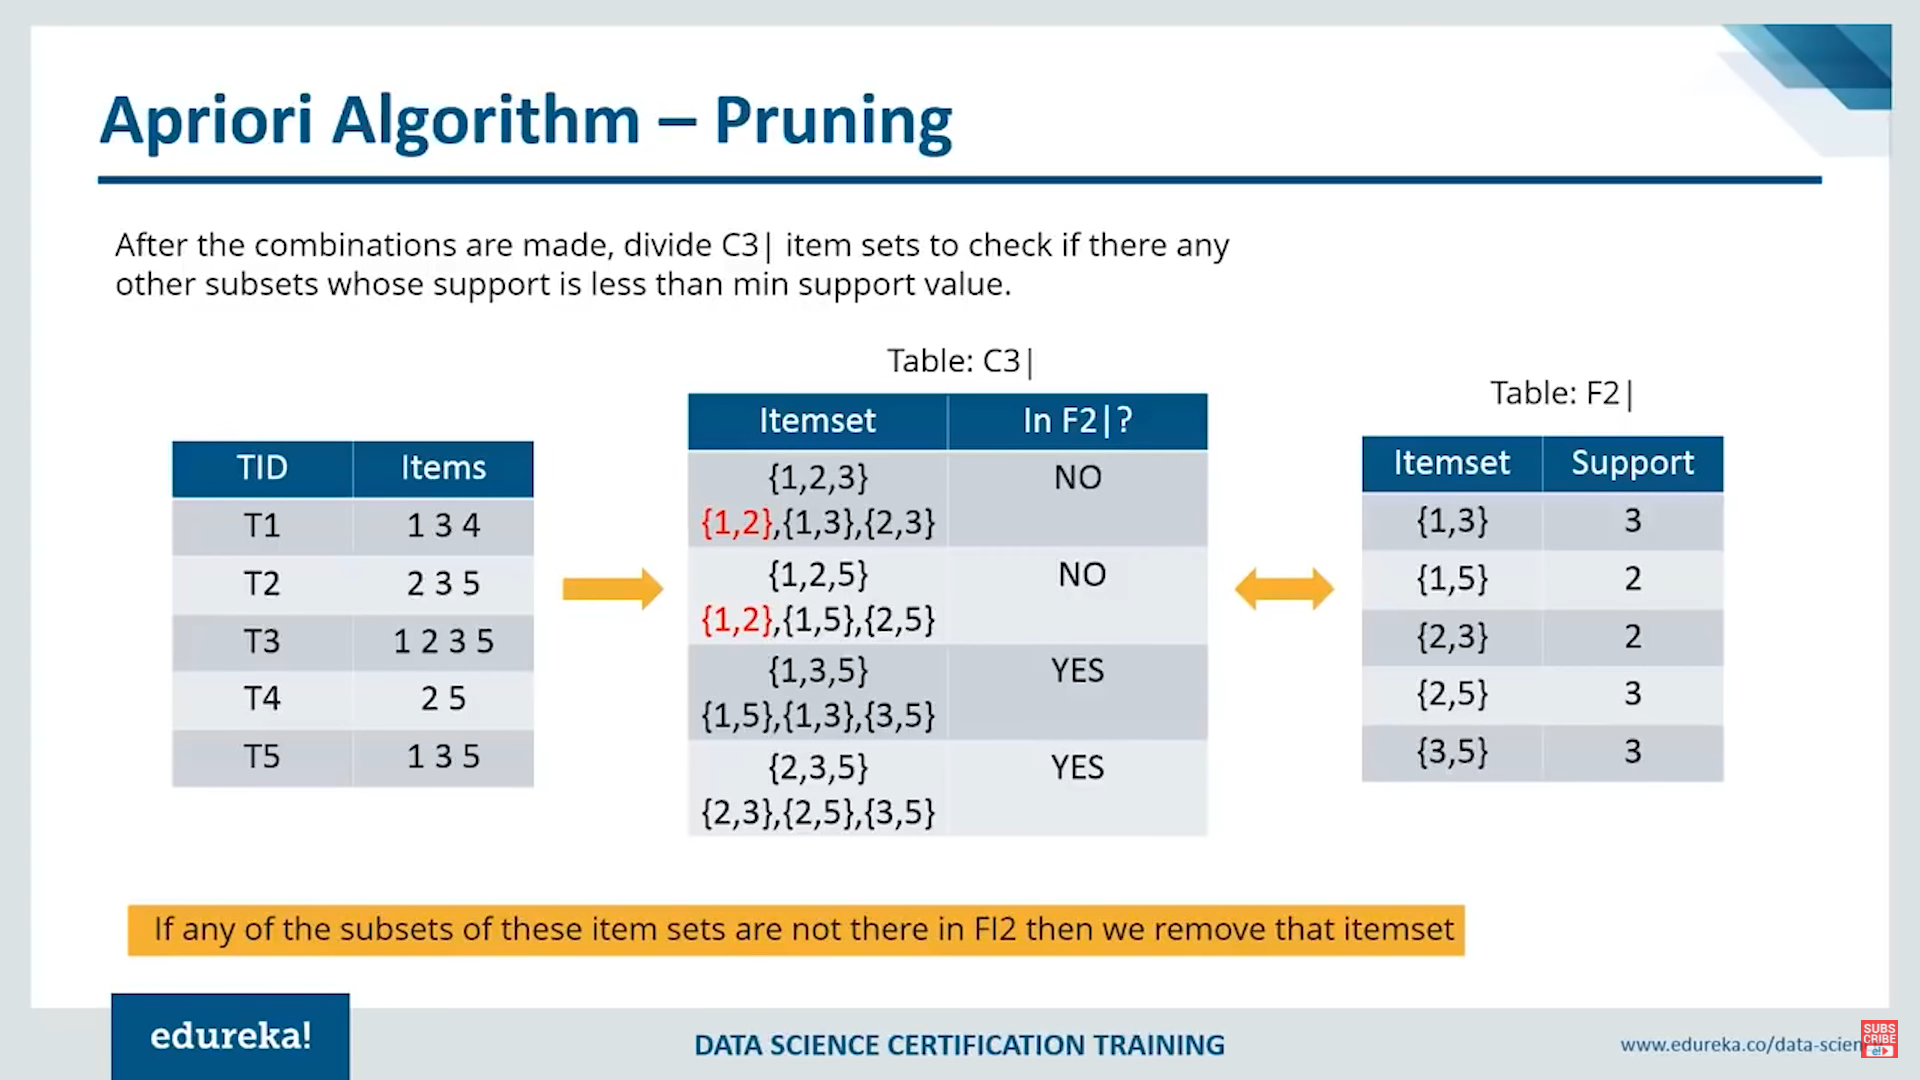 Apriori Algorithm – Pruning
After the combinations are made, divide C3| item sets to check if there any
other subsets whose support is less than min support value.
TID Items
T1 1 3 4
T2 2 3 5
T3 1 2 3 5
T4 2 5
T5 1 3 5
Table: C3|
Itemset In F2|?
{1,2,3} NO
{1,2},{1,3},{2,3}
{1,2,5} NO
{1,2},{1,5},{2,5}
{1,3,5} YES
{1,5},{1,3},{3,5}
{2,3,5} YES
{2,3},{2,5},{3,5}
Table: F2|
Itemset Support
{1,3} 3
{1,5} 2
{2,3} 2
{2,5} 3
{3,5} 3
If any of the subsets of these item sets are not there in FI2 then we remove that itemset
edureka!
DATA SCIENCE CERTIFICATION TRAINING
www.edureka.co/data-scien
SUBS
CRIBE
e!